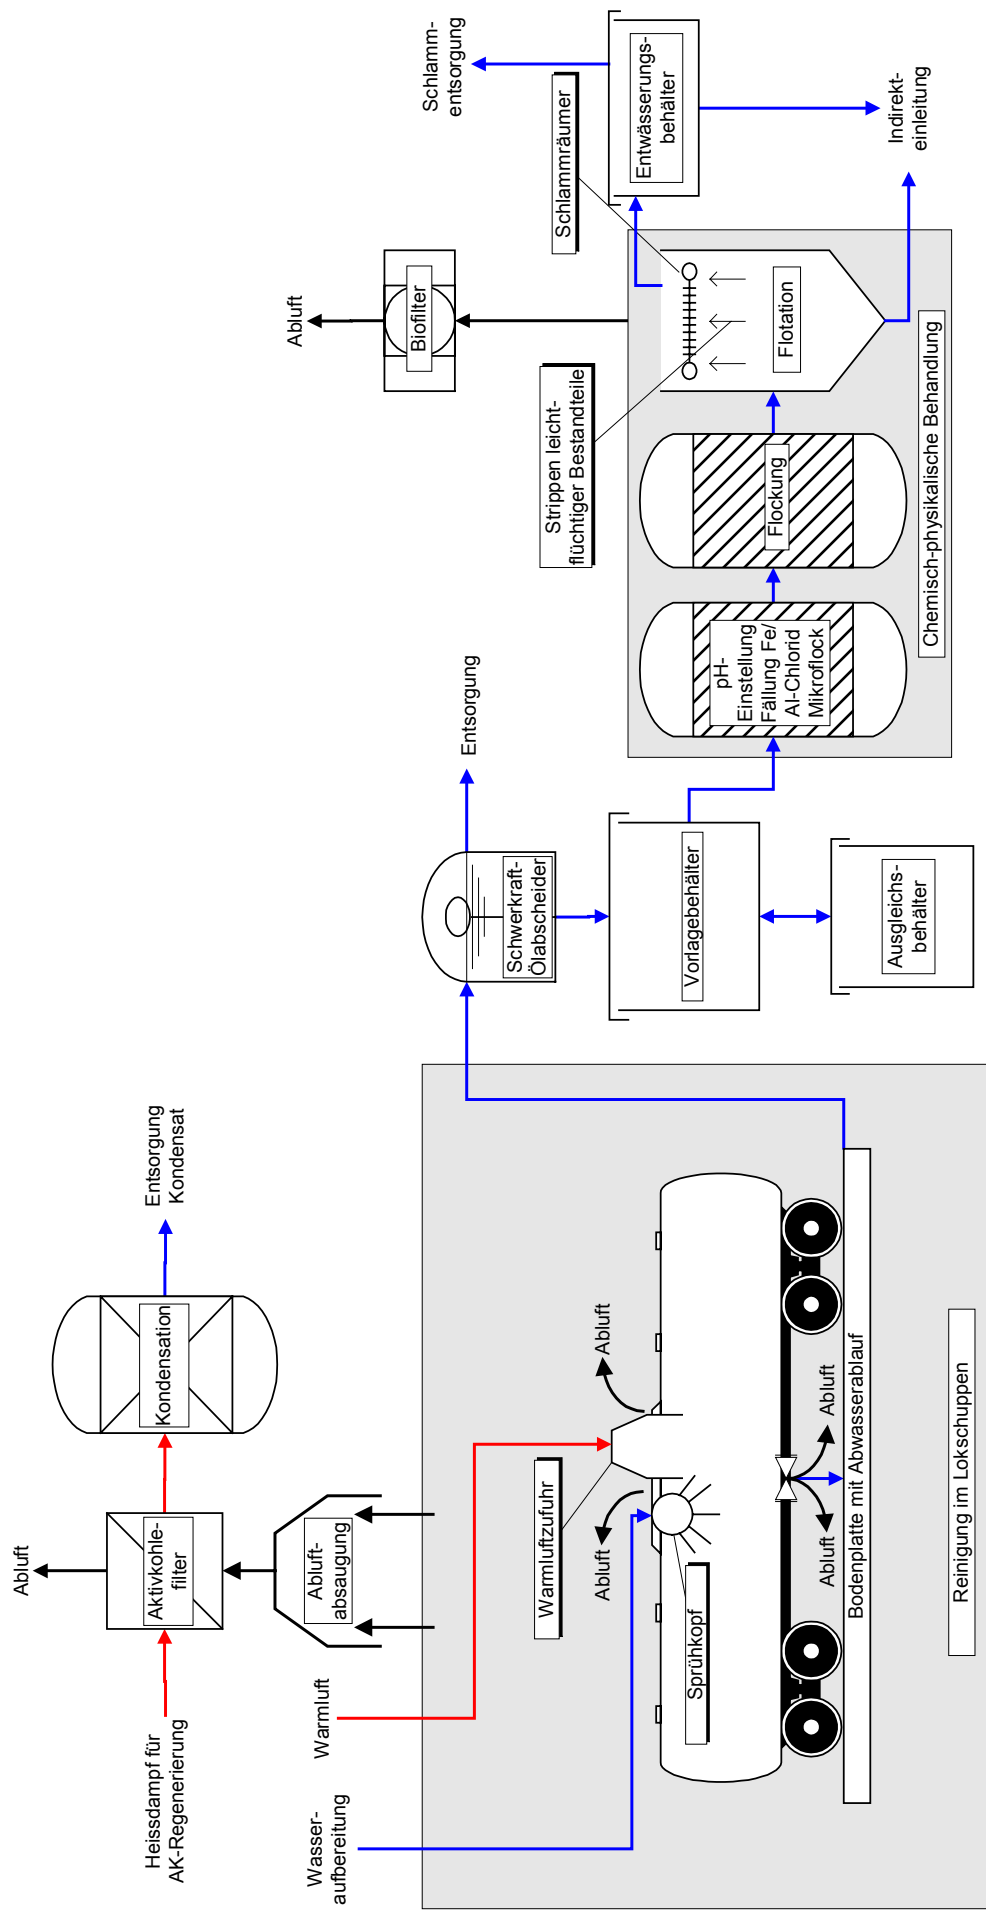 Heissdampf für
AK-Regenerierung
Abluft
Aktivkohle-
filter
Kondensation
Entsorgung
Kondensat
Abluft-
absaugung
Wasser-
aufbereitung
Warmluft
Warmluftzufuhr
Abluft
Abluft
Sprühkopf
Abluft
Abluft
Bodenplatte mit Abwasserablauf
Reinigung im Lokschuppen
Schwerkraft-
Ölabscheider
Entsorgung
Vorlagebehälter
Ausgleichs-
behälter
Abluft
Biofilter
Strippen leicht-
flüchtiger Bestandteile
Schlammräumer
pH-
Einstellung
Fällung Fe/
Al-Chlorid
Mikroflock
Flockung
Flotation
Chemisch-physikalische Behandlung
Schlamm-
entsorgung
Entwässerungs-
behälter
Indirekt-
einleitung